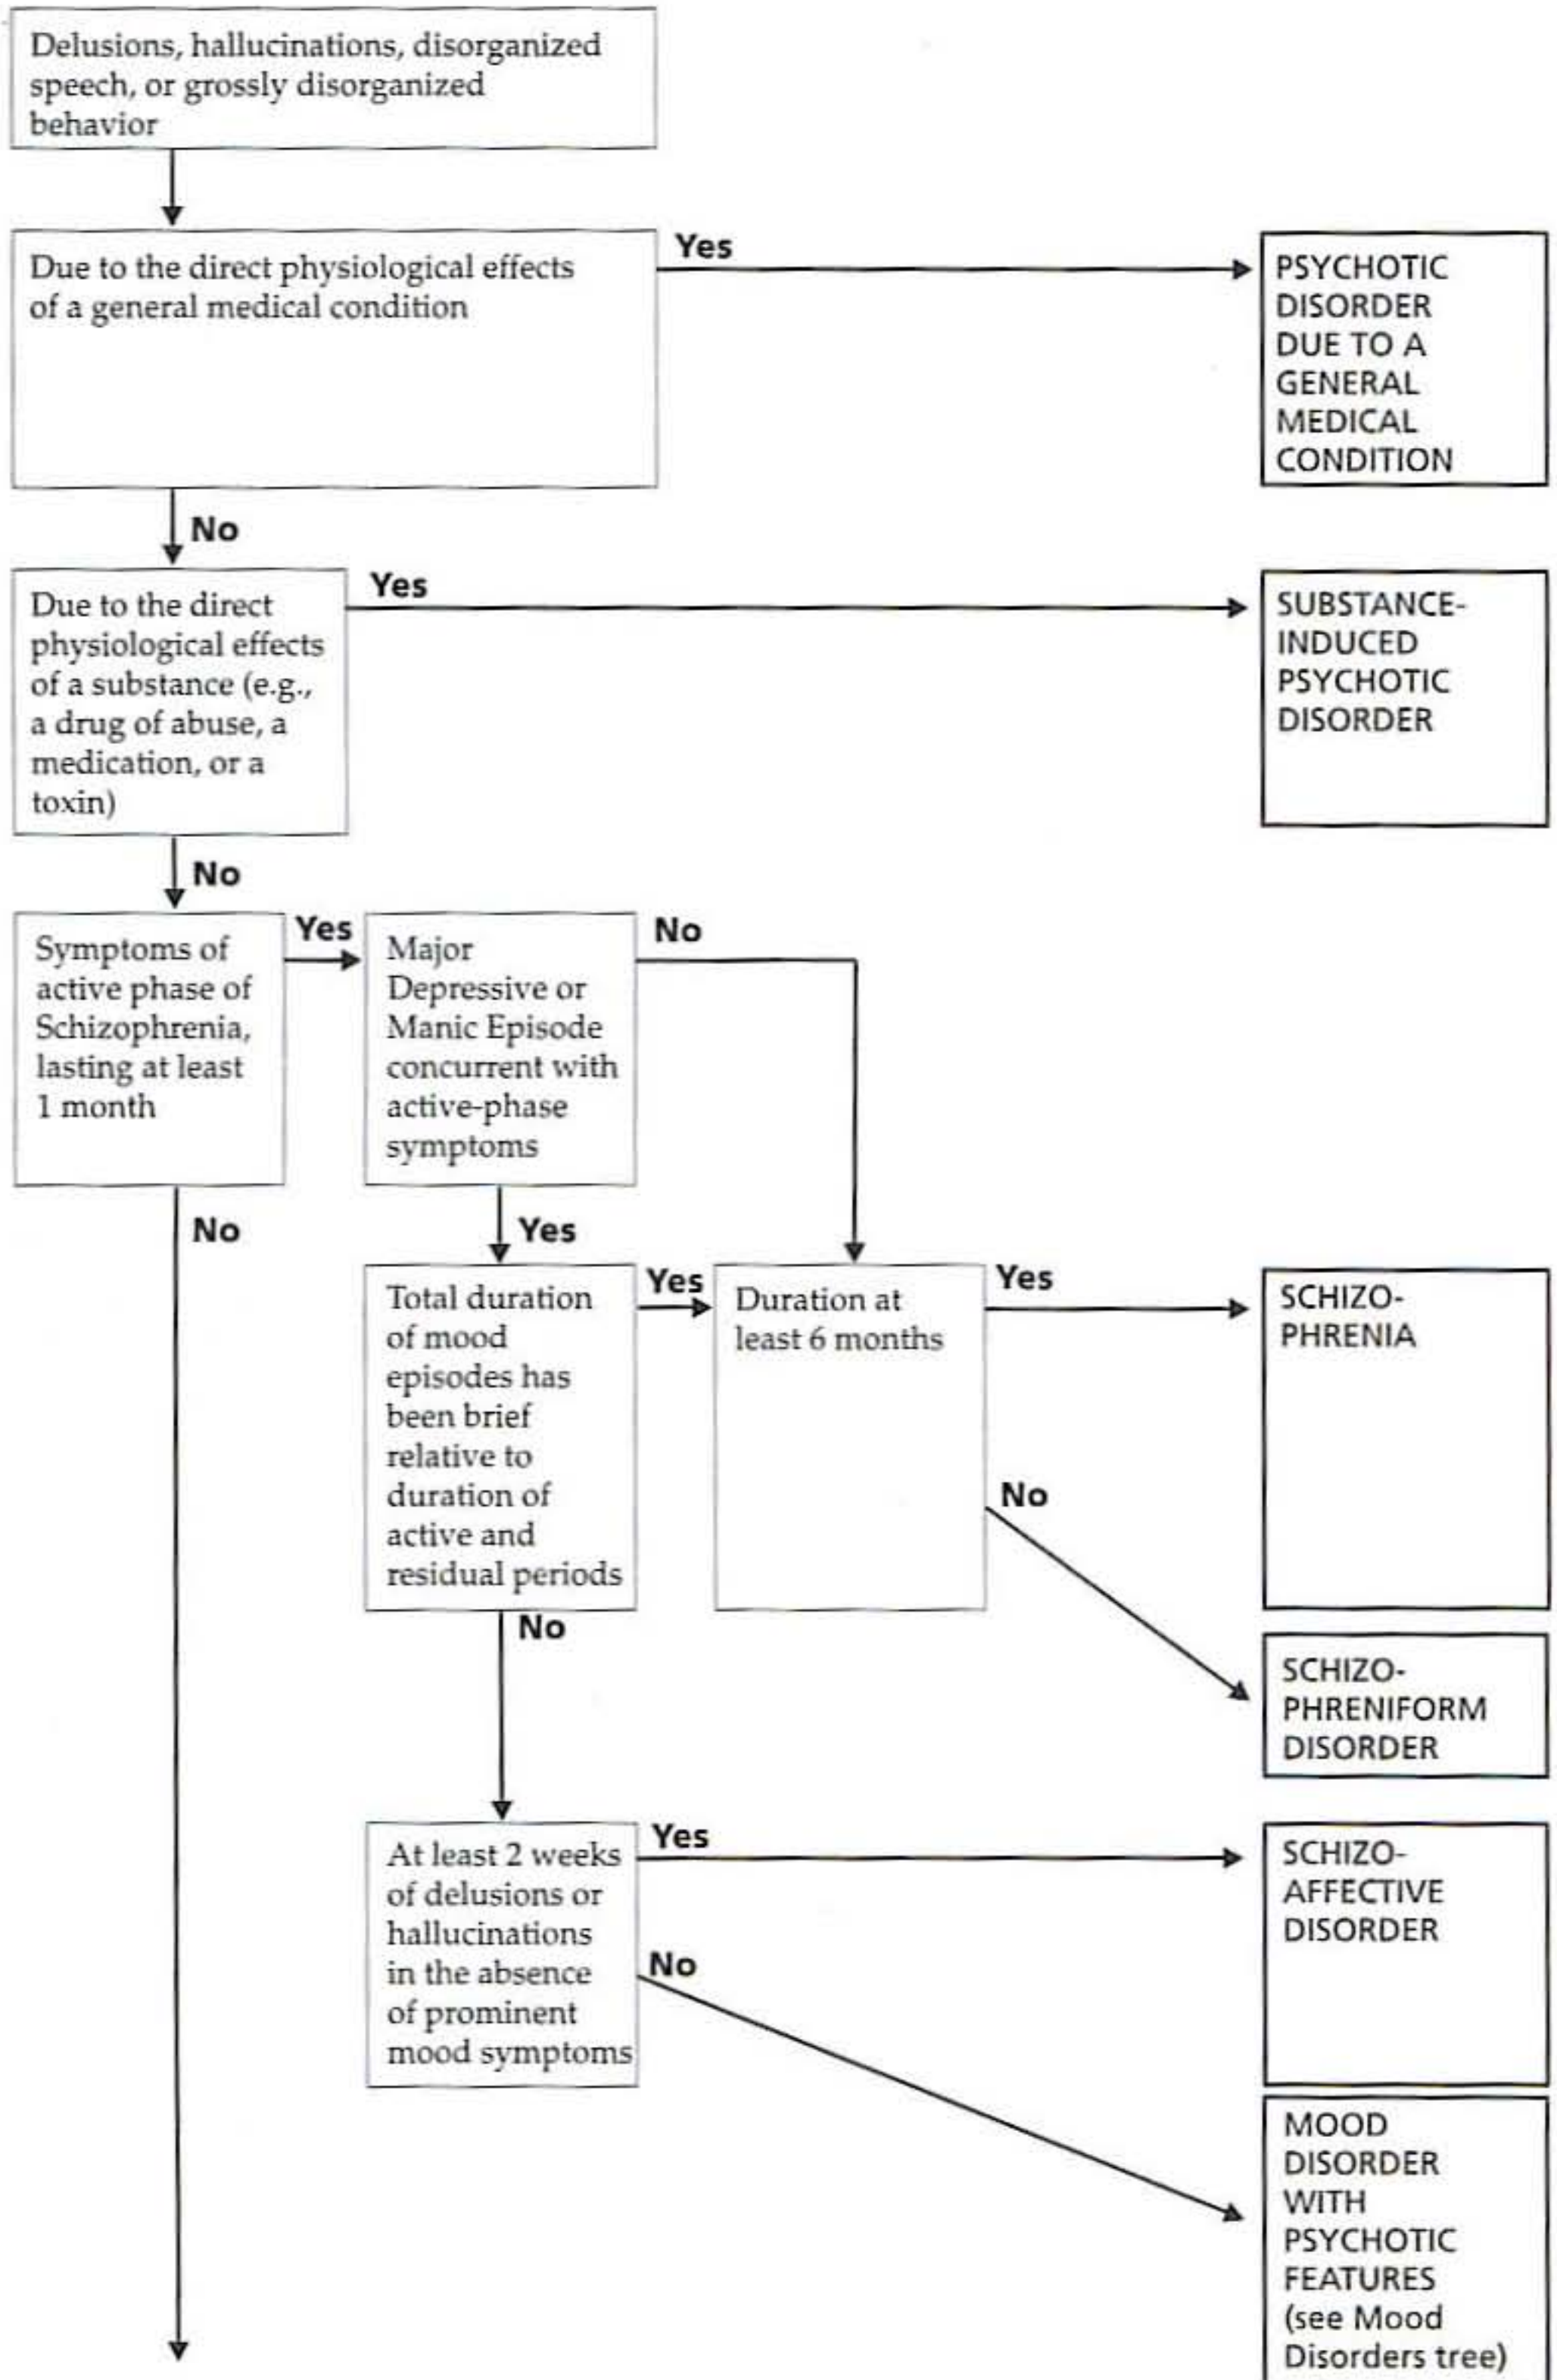 Delusions, hallucinations, disorganized
speech, or grossly disorganized
behavior
Due to the direct physiological effects
of a general medical condition
Yes
PSYCHOTIC
DISORDER
DUE TO A
GENERAL
MEDICAL
CONDITION
No
Due to the direct
physiological effects
of a substance (e.g.,
a drug of abuse, a
medication, or a
toxin)
Yes
SUBSTANCE-
INDUCED
PSYCHOTIC
DISORDER
No
Symptoms of
active phase of
Schizophrenia,
lasting at least
1 month
Yes
Major
Depressive or
Manic Episode
concurrent with
active-phase
symptoms
No
No
Yes
Total duration
of mood
episodes has
been brief
relative to
duration of
active and
residual periods
Yes
Duration at
least 6 months
Yes
SCHIZO-
PHRENIA
No
SCHIZO-
PHRENIFORM
DISORDER
No
At least 2 weeks
of delusions or
hallucinations
in the absence
of prominent
mood symptoms
Yes
SCHIZO-
AFFECTIVE
DISORDER
No
MOOD
DISORDER
WITH
PSYCHOTIC
FEATURES
(see Mood
Disorders tree)